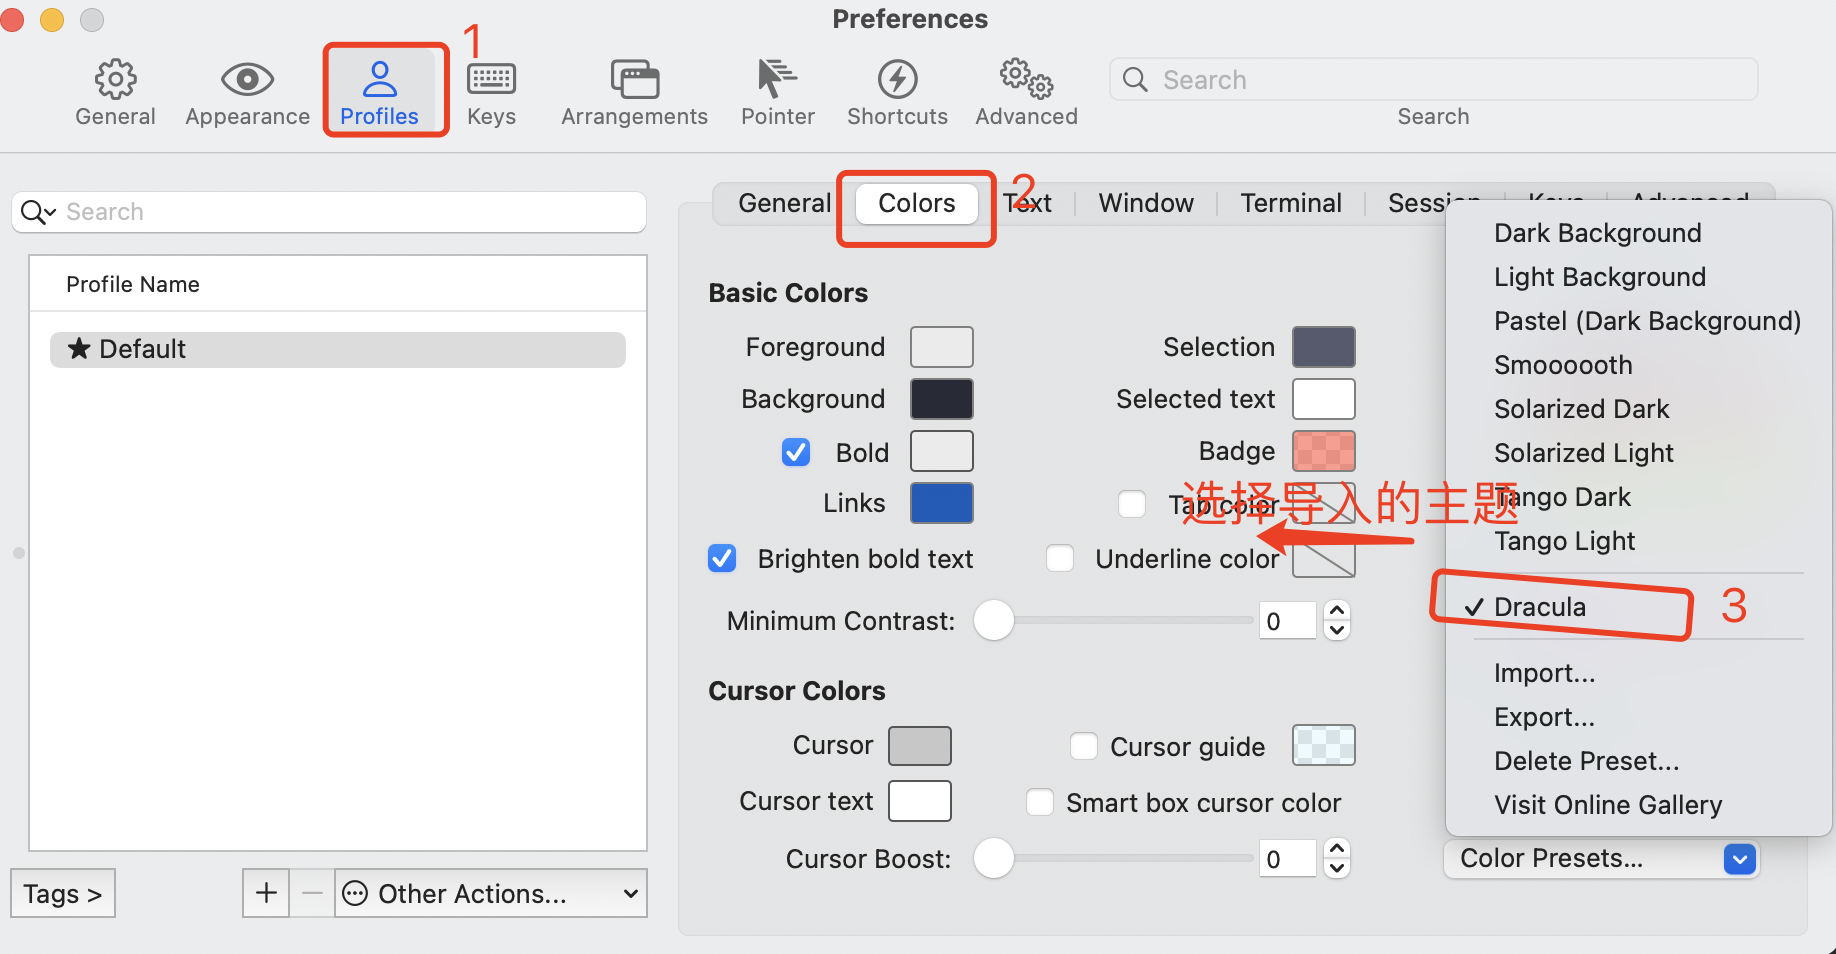 Preferences
1
General
Appearance
Profiles
Keys
Arrangements
Pointer
Shortcuts
Advanced
Search
Search
Search
Profile Name
★ Default
Tags >
+
−
Other Actions...
General
Colors
2
Text
Window
Terminal
Session
Keys
Advanced
Basic Colors
Foreground
Background
Bold
Links
Brighten bold text
Minimum Contrast:
0
Selection
Selected text
Badge
Tab color
Underline color
选择导入的主题
Cursor Colors
Cursor
Cursor text
Cursor Boost:
0
Cursor guide
Smart box cursor color
Dark Background
Light Background
Pastel (Dark Background)
Smoooooth
Solarized Dark
Solarized Light
Tango Dark
Tango Light
✓ Dracula
3
Import...
Export...
Delete Preset...
Visit Online Gallery
Color Presets...